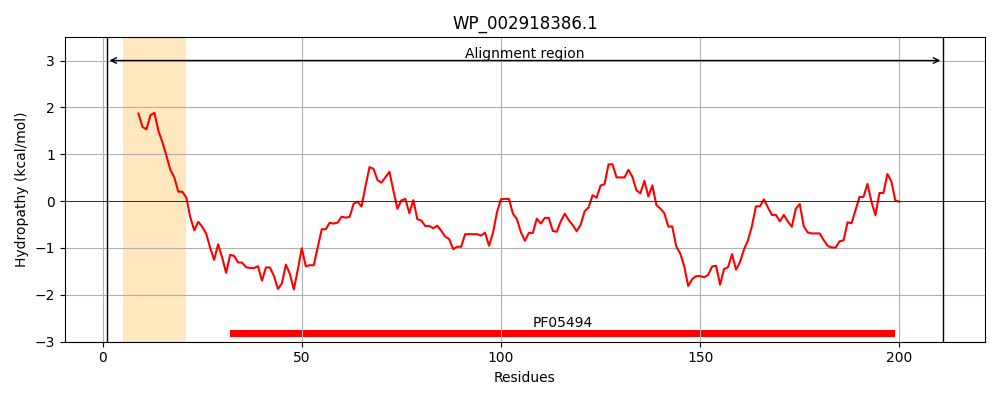 WP_002918386.1
Alignment region
Hydropathy (kcal/mol)
3
2
1
0
−1
−2
−3
PF05494
0 50 100 150 200
Residues